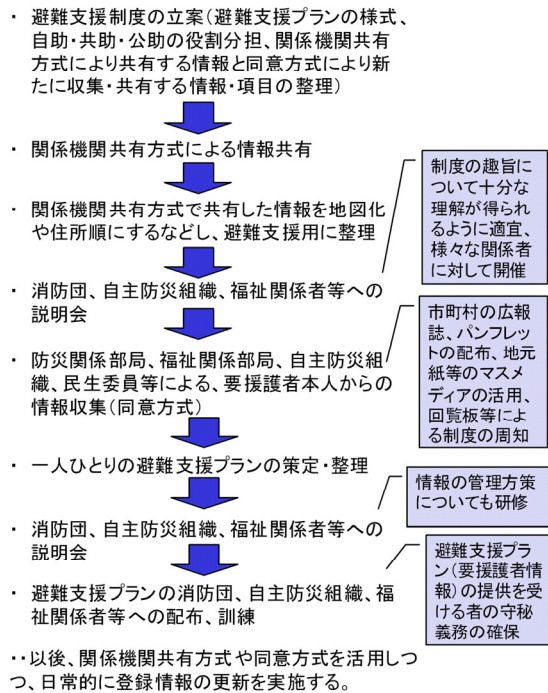 ・ 避難支援制度の立案(避難支援プランの様式、
自助・共助・公助の役割分担、関係機関共有
方式により共有する情報と同意方式により新
たに収集・共有する情報・項目の整理)
・ 関係機関共有方式による情報共有
・ 関係機関共有方式で共有した情報を地図化
や住所順にするなどし、避難支援用に整理
制度の趣旨に
ついて十分な
理解が得られ
るように適宜、
様々な関係者
に対して開催
・ 消防団、自主防災組織、福祉関係者等への
説明会
・ 防災関係部局、福祉関係部局、自主防災組
織、民生委員等による、要援護者本人からの
情報収集(同意方式)
市町村の広報
誌、パンフレッ
トの配布、地元
紙等のマスメ
ディアの活用、
回覧板等によ
る制度の周知
・ 一人ひとりの避難支援プランの策定・整理
・ 消防団、自主防災組織、福祉関係者等への
説明会
情報の管理方策
についても研修
・ 避難支援プランの消防団、自主防災組織、福
祉関係者等への配布、訓練
避難支援プラ
ン(要援護者情
報)の提供を受
ける者の守秘
義務の確保
・・以後、関係機関共有方式や同意方式を活用しつ
つ、日常的に登録情報の更新を実施する。